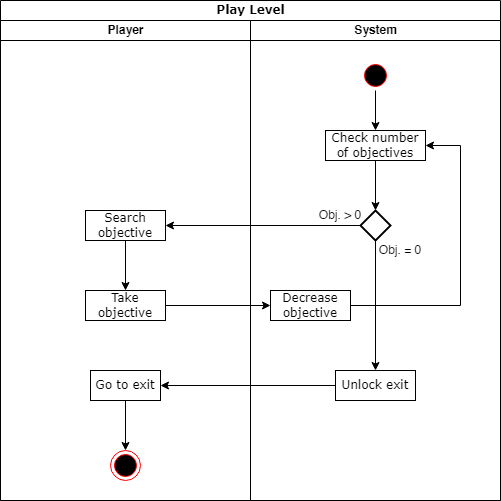 Play Level
Player
System
Check number
of objectives
Obj. > 0
Search
objective
Obj. = 0
Take
objective
Decrease
objective
Go to exit
Unlock exit